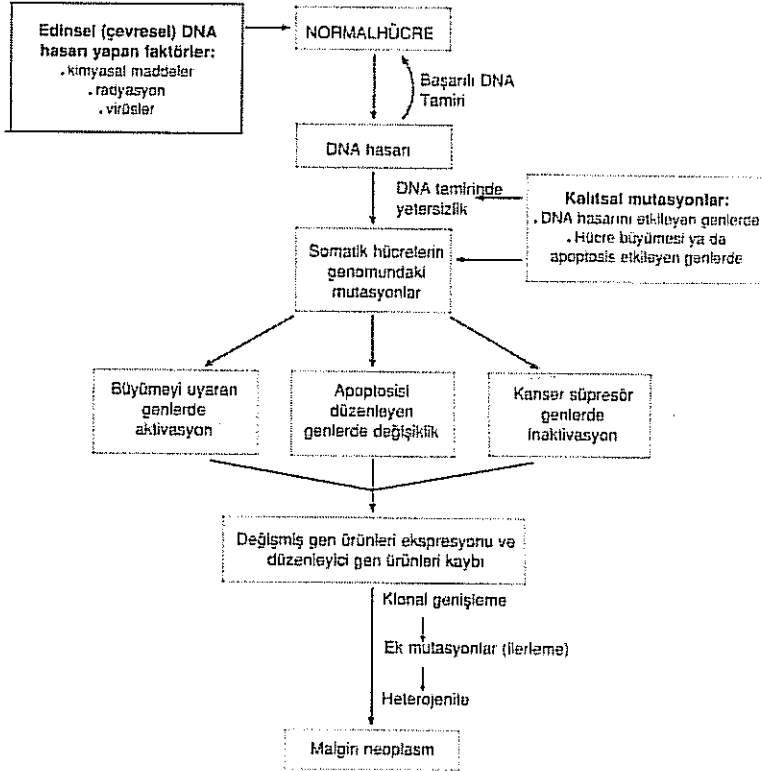 Edinsel (çevresel) DNA
hasarı yapan faktörler:
. kimyasal maddeler
. radyasyon
. virüsler
NORMALHÜCRE
Başarılı DNA
Tamiri
DNA hasarı
DNA tamirinde
yetersizlik
Kalıtsal mutasyonlar:
. DNA hasarını etkileyen genlerde
. Hücre büyümesi ya da
apoptosis etkileyen genlerde
Somatik hücrelerin
genomundaki
mutasyonlar
Büyümeyi uyaran
genlerde
aktivasyon
Apoptosisi
düzenleyen
genlerde değişiklik
Kanser süpresör
genlerde
inaktivasyon
Değişmiş gen ürünleri ekspresyonu ve
düzenleyici gen ürünleri kaybı
Klonal genişleme
Ek mutasyonlar (ilerleme)
Heterojenite
Malgin neoplasm